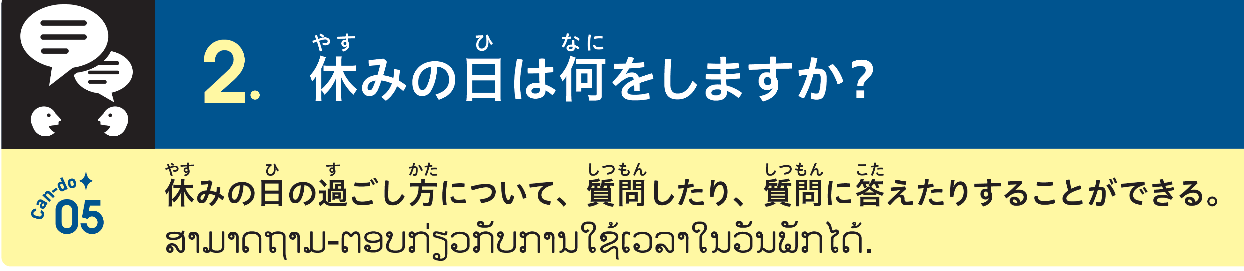 2. 休みの日は何をしますか？
やす ひ なに
Can-do 05
休みの日の過ごし方について、質問したり、質問に答えたりすることができる。
やす ひ す かた しつもん しつもん こた
ສາມາດຖາມ-ຕອບກ່ຽວກັບການໃຊ້ເວລາໃນວັນພັກໄດ້.